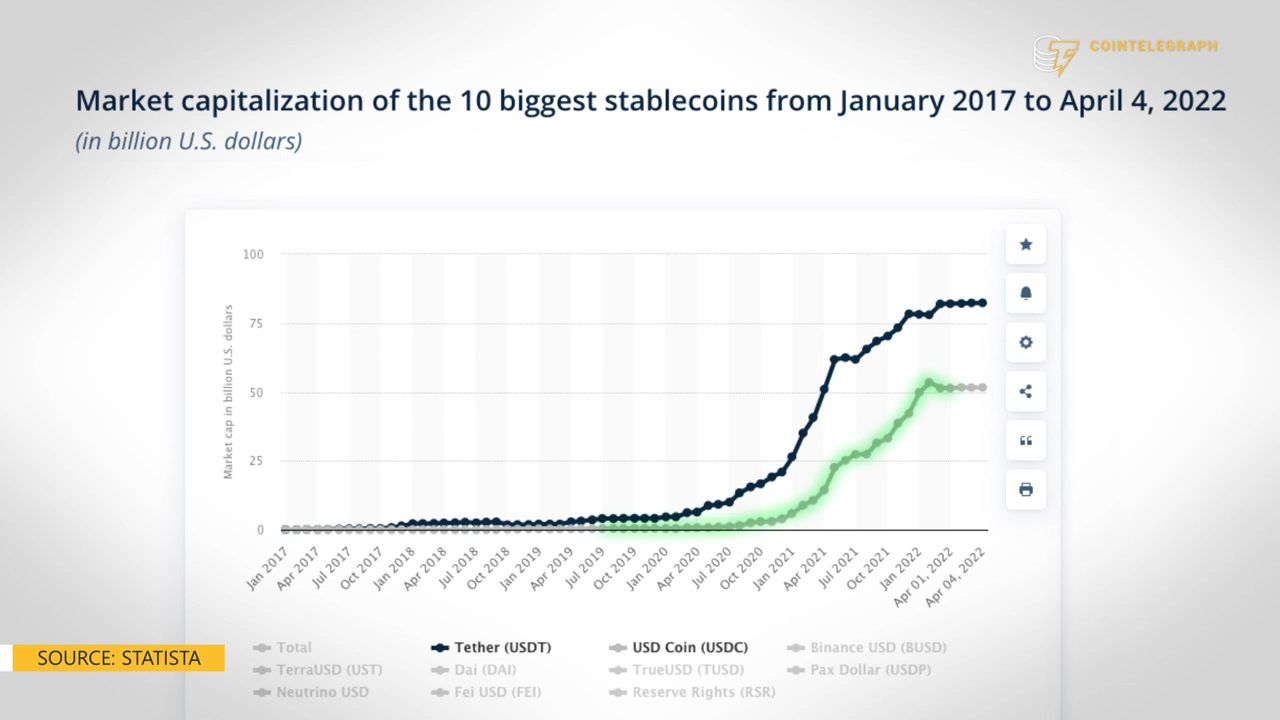 COINTELEGRAPH
Market capitalization of the 10 biggest stablecoins from January 2017 to April 4, 2022
(in billion U.S. dollars)
Market cap in billion U.S. dollars
100
75
50
25
0
Jan 2017
Apr 2017
Jul 2017
Oct 2017
Jan 2018
Apr 2018
Jul 2018
Oct 2018
Jan 2019
Apr 2019
Jul 2019
Oct 2019
Jan 2020
Apr 2020
Jul 2020
Oct 2020
Jan 2021
Apr 2021
Jul 2021
Oct 2021
Jan 2022
Apr 01, 2022
Apr 04, 2022
Total
Tether (USDT)
USD Coin (USDC)
Binance USD (BUSD)
TerraUSD (UST)
Dai (DAI)
TrueUSD (TUSD)
Pax Dollar (USDP)
Neutrino USD
Fei USD (FEI)
Reserve Rights (RSR)
SOURCE: STATISTA